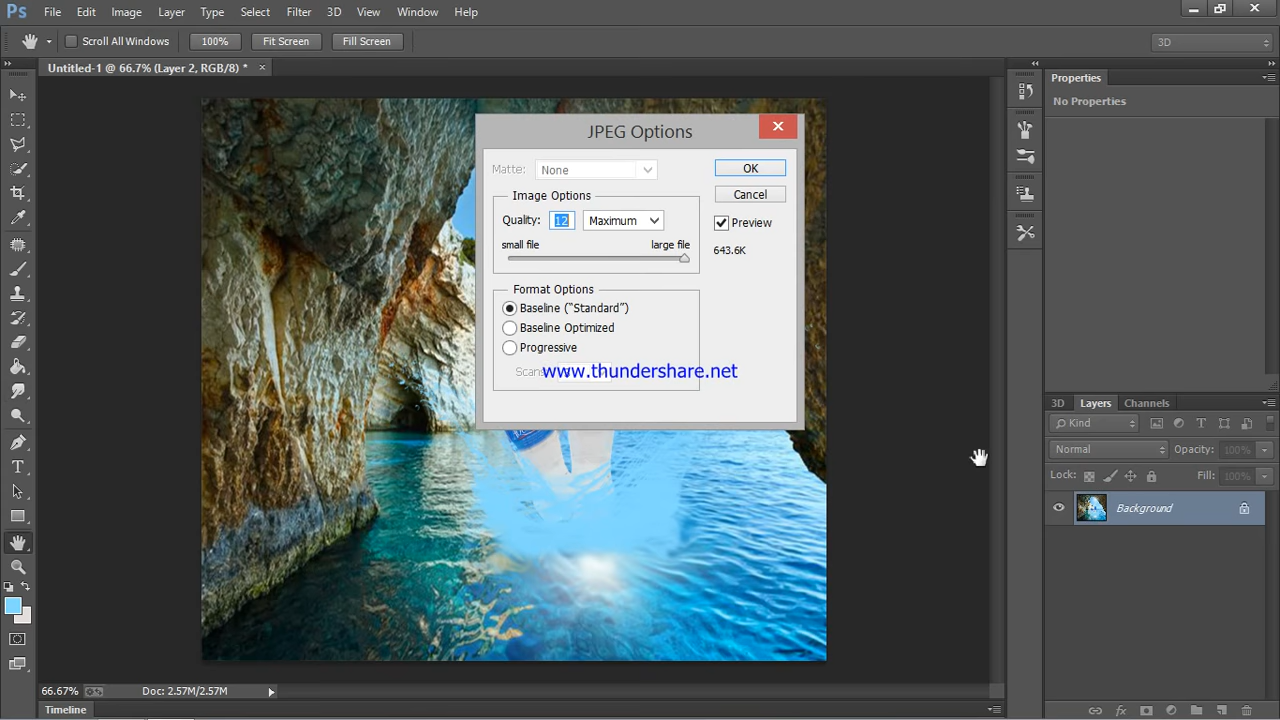 Ps File Edit Image Layer Type Select Filter 3D View Window Help
Scroll All Windows 100% Fit Screen Fill Screen 3D
Untitled-1 @ 66.7% (Layer 2, RGB/8) * ×
Properties
No Properties
JPEG Options
Matte: None OK
Image Options Cancel
Quality: 12 Maximum Preview
small file large file 643.6K
Format Options
Baseline (“Standard”)
Baseline Optimized
Progressive
Scans:
www.thundershare.net
3D Layers Channels
Kind
Normal Opacity: 100%
Lock: Fill: 100%
Background
66.67% Doc: 2.57M/2.57M
Timeline